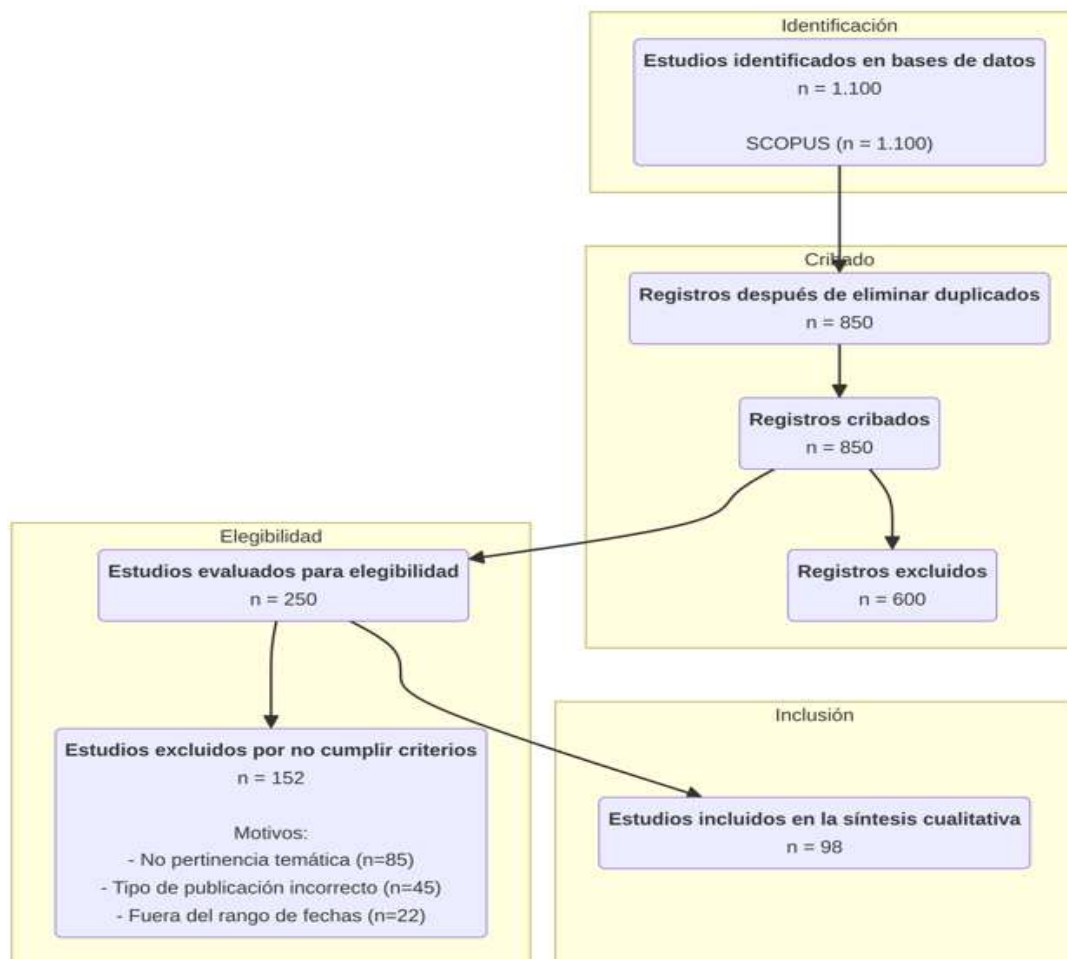 Identificación
Estudios identificados en bases de datos
n = 1.100
SCOPUS (n = 1.100)
Cribado
Registros después de eliminar duplicados
n = 850
Registros cribados
n = 850
Registros excluidos
n = 600
Elegibilidad
Estudios evaluados para elegibilidad
n = 250
Estudios excluidos por no cumplir criterios
n = 152
Motivos:
- No pertinencia temática (n=85)
- Tipo de publicación incorrecto (n=45)
- Fuera del rango de fechas (n=22)
Inclusión
Estudios incluidos en la síntesis cualitativa
n = 98